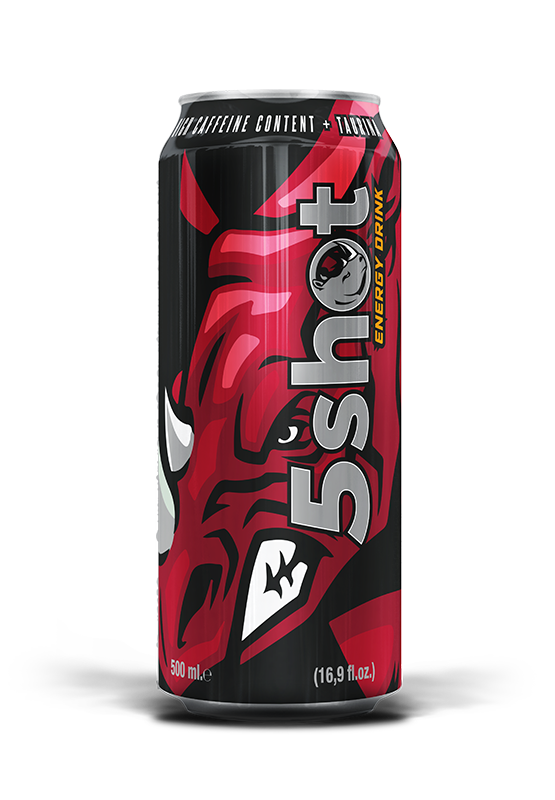 CAFFEINE CONTENT + TAURINE
5shot
ENERGY DRINK
500 ml.℮
(16,9 fl.oz.)